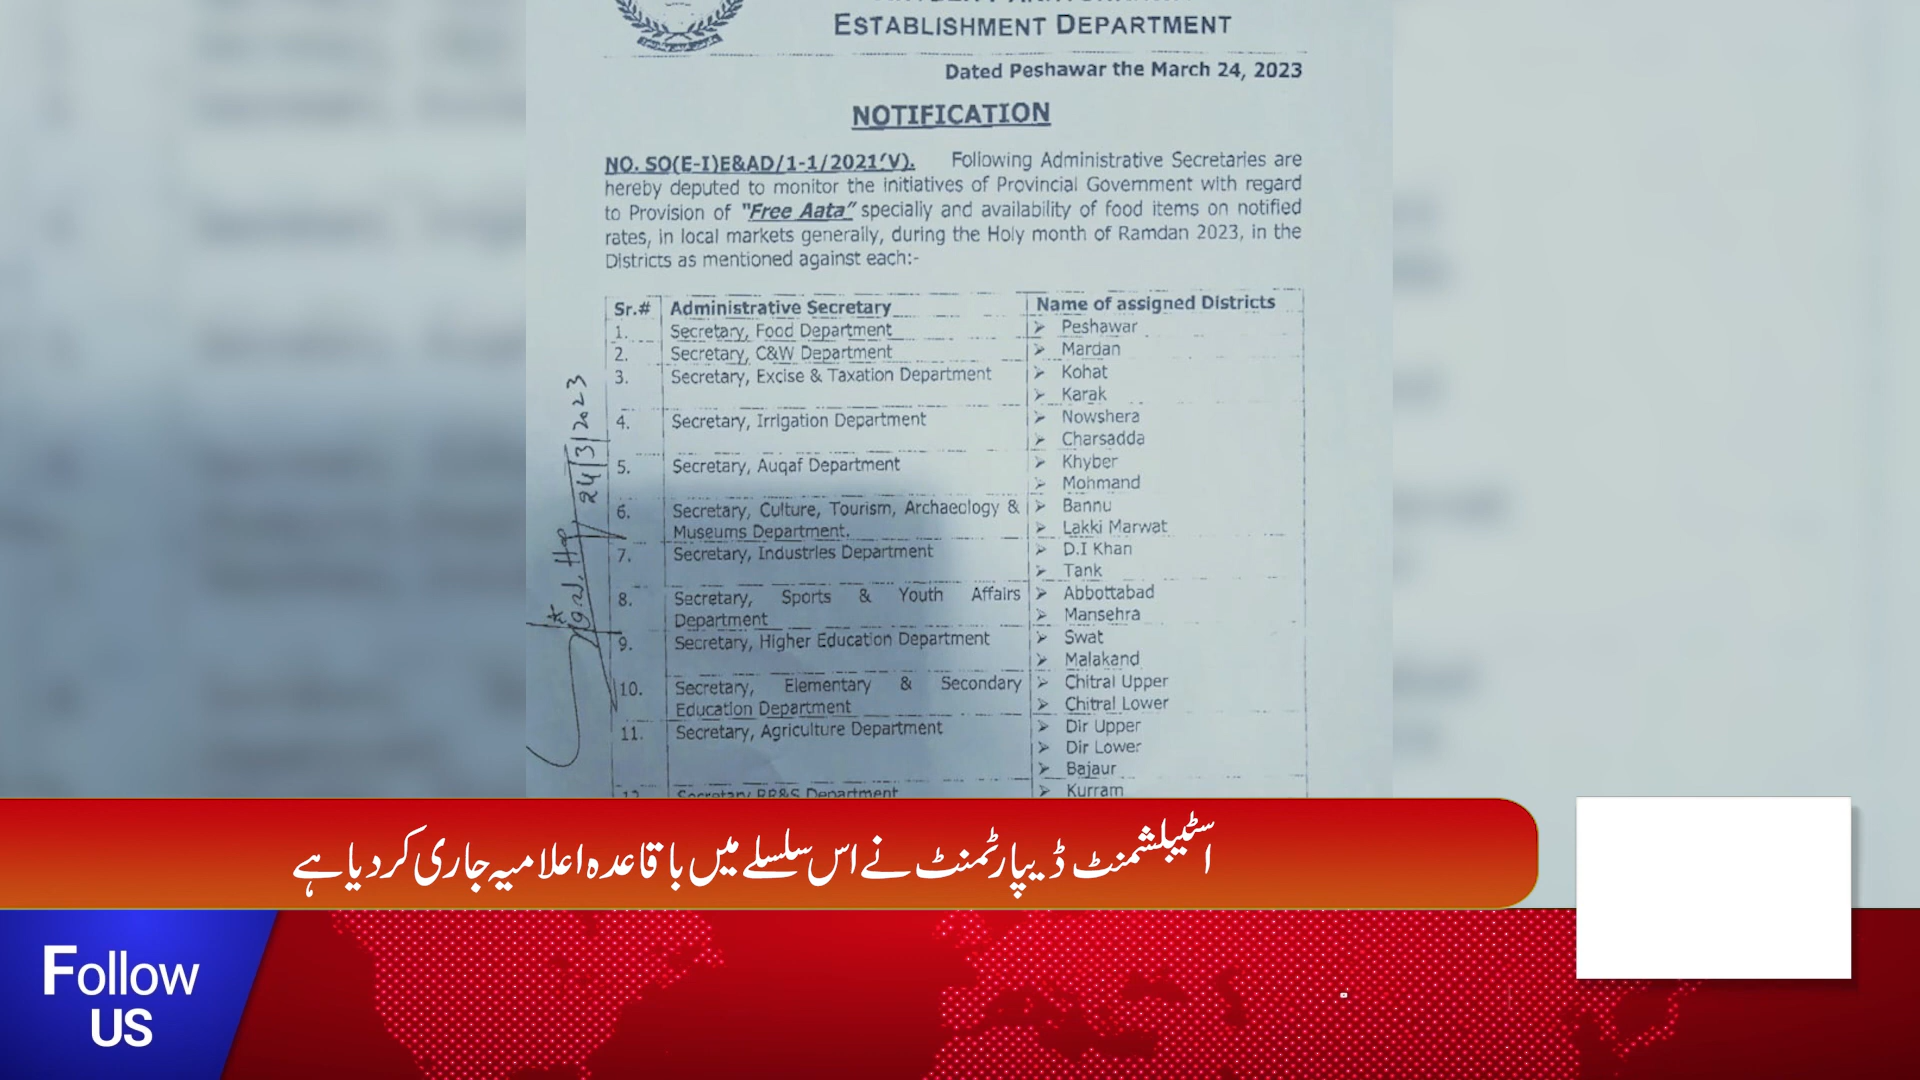 ESTABLISHMENT DEPARTMENT
Dated Peshawar the March 24, 2023
NOTIFICATION
NO. SO(E-I)E&AD/1-1/2021(V). Following Administrative Secretaries are
hereby deputed to monitor the initiatives of Provincial Government with regard
to Provision of "Free Aata" specially and availability of food items on notified
rates, in local markets generally, during the Holy month of Ramdan 2023, in the
Districts as mentioned against each:-
Sr.# Administrative Secretary Name of assigned Districts
1. Secretary, Food Department ➢ Peshawar
2. Secretary, C&W Department ➢ Mardan
3. Secretary, Excise & Taxation Department ➢ Kohat
➢ Karak
4. Secretary, Irrigation Department ➢ Nowshera
➢ Charsadda
5. Secretary, Auqaf Department ➢ Khyber
➢ Mohmand
6. Secretary, Culture, Tourism, Archaeology & ➢ Bannu
Museums Department. ➢ Lakki Marwat
7. Secretary, Industries Department ➢ D.I Khan
➢ Tank
8. Secretary, Sports & Youth Affairs ➢ Abbottabad
Department ➢ Mansehra
9. Secretary, Higher Education Department ➢ Swat
➢ Malakand
10. Secretary, Elementary & Secondary ➢ Chitral Upper
Education Department ➢ Chitral Lower
11. Secretary, Agriculture Department ➢ Dir Upper
➢ Dir Lower
➢ Bajaur
12 Secretary RR&S Department ➢ Kurram
24/3/2023
اسٹیبلشمنٹ ڈیپارٹمنٹ نے اس سلسلے میں باقاعدہ اعلامیہ جاری کردیا ہے
Follow
US